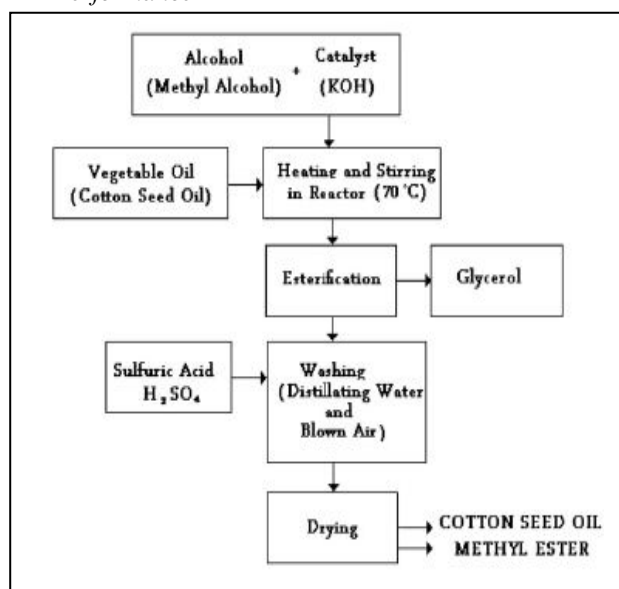 Alcohol
(Methyl Alcohol)
+
Catalyst
(KOH)
Vegetable Oil
(Cotton Seed Oil)
Heating and Stirring
in Reactor (70 °C)
Esterification
Glycerol
Sulfuric Acid
H₂SO₄
Washing
(Distillating Water
and
Blown Air)
Drying
COTTON SEED OIL
METHYL ESTER